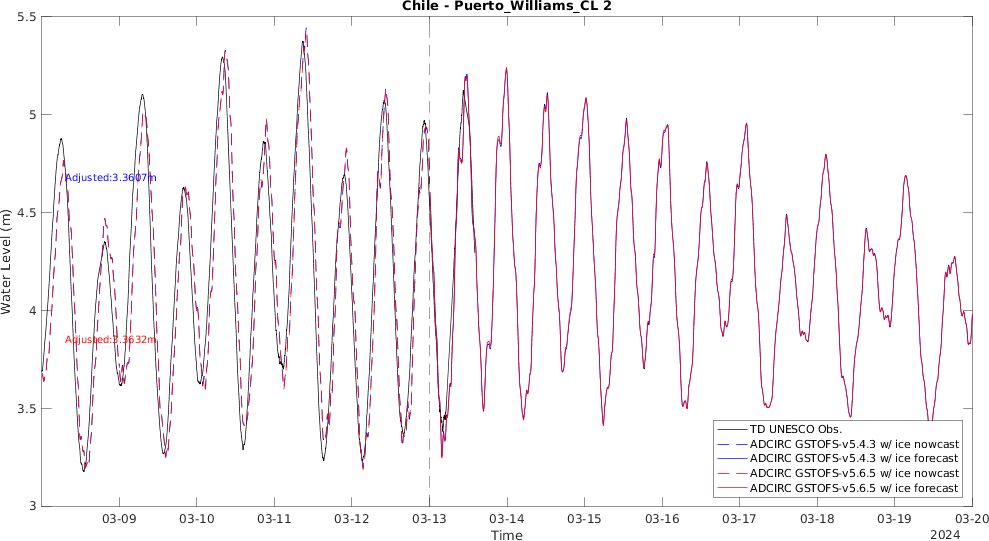 Chile - Puerto_Williams_CL 2
5.5
5
4.5
4
3.5
3
Water Level (m)
Adjusted:3.3607m
Adjusted:3.3632m
TD UNESCO Obs.
ADCIRC GSTOFS-v5.4.3 w/ ice nowcast
ADCIRC GSTOFS-v5.4.3 w/ ice forecast
ADCIRC GSTOFS-v5.6.5 w/ ice nowcast
ADCIRC GSTOFS-v5.6.5 w/ ice forecast
03-09 03-10 03-11 03-12 03-13 03-14 03-15 03-16 03-17 03-18 03-19 03-20
Time
2024